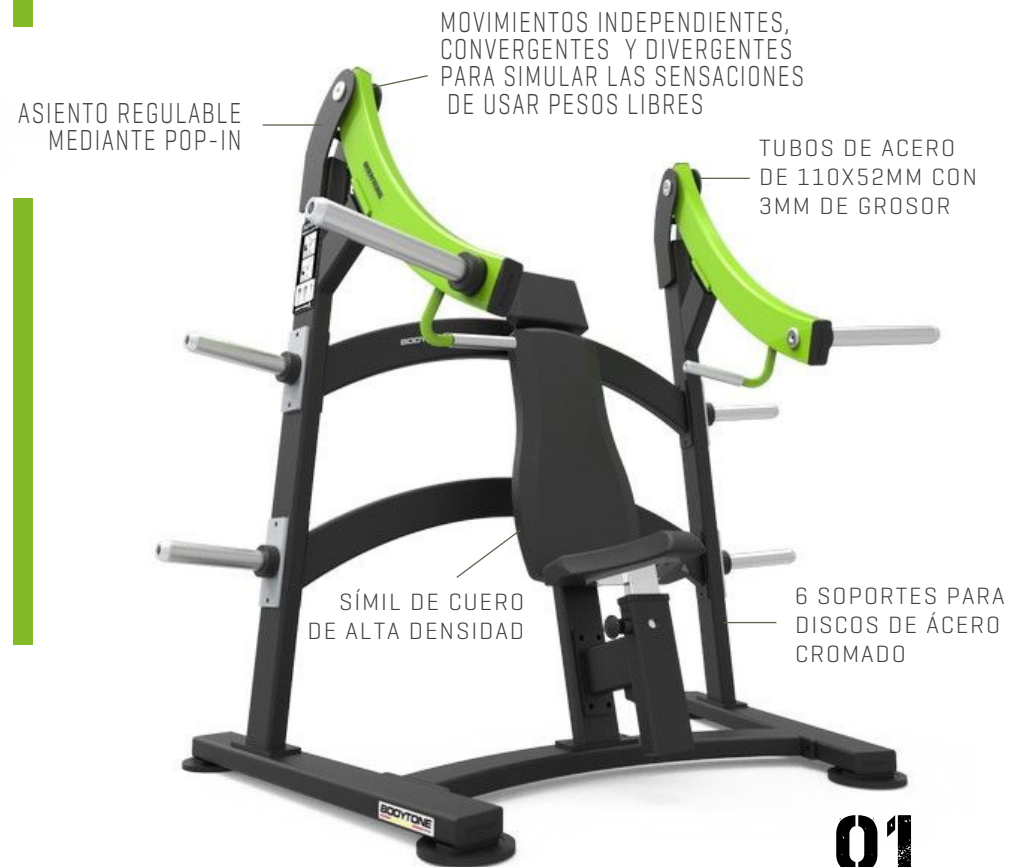 MOVIMIENTOS INDEPENDIENTES,
CONVERGENTES Y DIVERGENTES
PARA SIMULAR LAS SENSACIONES
DE USAR PESOS LIBRES
ASIENTO REGULABLE
MEDIANTE POP-IN
TUBOS DE ACERO
DE 110X52MM CON
3MM DE GROSOR
SÍMIL DE CUERO
DE ALTA DENSIDAD
6 SOPORTES PARA
DISCOS DE ÁCERO
CROMADO
BODYTONE
01